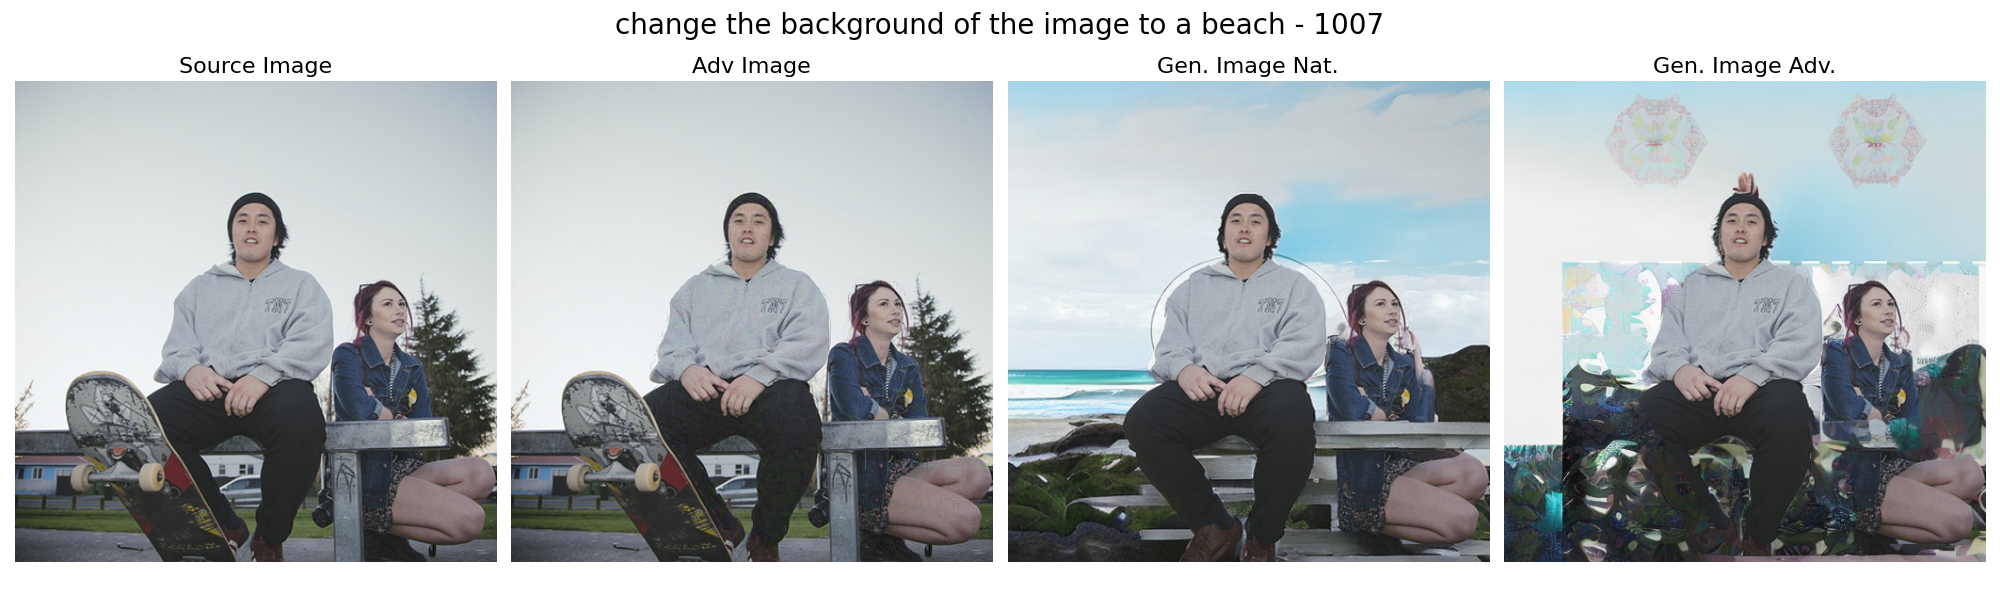 change the background of the image to a beach - 1007
Source Image
Adv Image
Gen. Image Nat.
Gen. Image Adv.